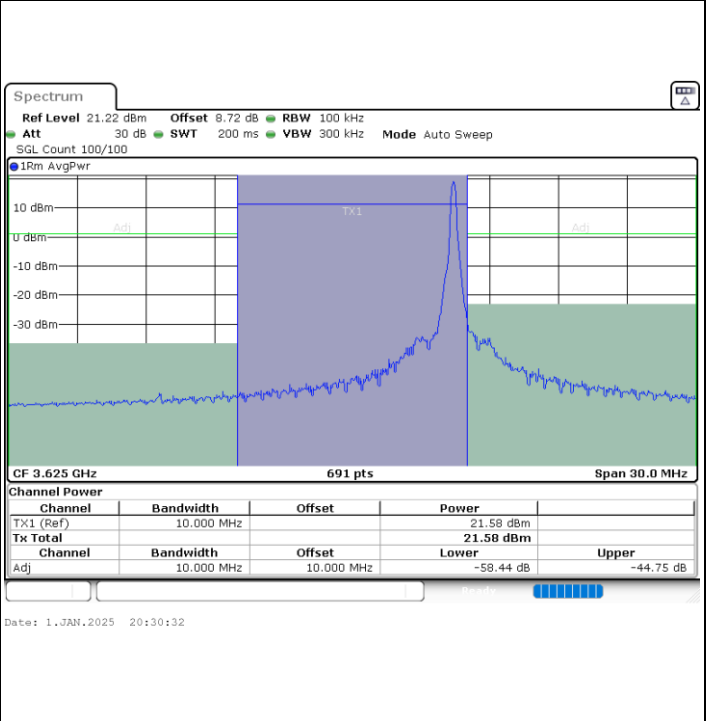 Spectrum
Ref Level 21.22 dBm Offset 8.72 dB RBW 100 kHz
Att 30 dB SWT 200 ms VBW 300 kHz Mode Auto Sweep
SGL Count 100/100
1Rm AvgPwr
10 dBm
TX1
Adj Adj
0 dBm
-10 dBm
-20 dBm
-30 dBm
CF 3.625 GHz 691 pts Span 30.0 MHz
Channel Power
Channel Bandwidth Offset Power
TX1 (Ref) 10.000 MHz 21.58 dBm
Tx Total 21.58 dBm
Channel Bandwidth Offset Lower Upper
Adj 10.000 MHz 10.000 MHz -58.44 dB -44.75 dB
Ready
Date: 1.JAN.2025 20:30:32